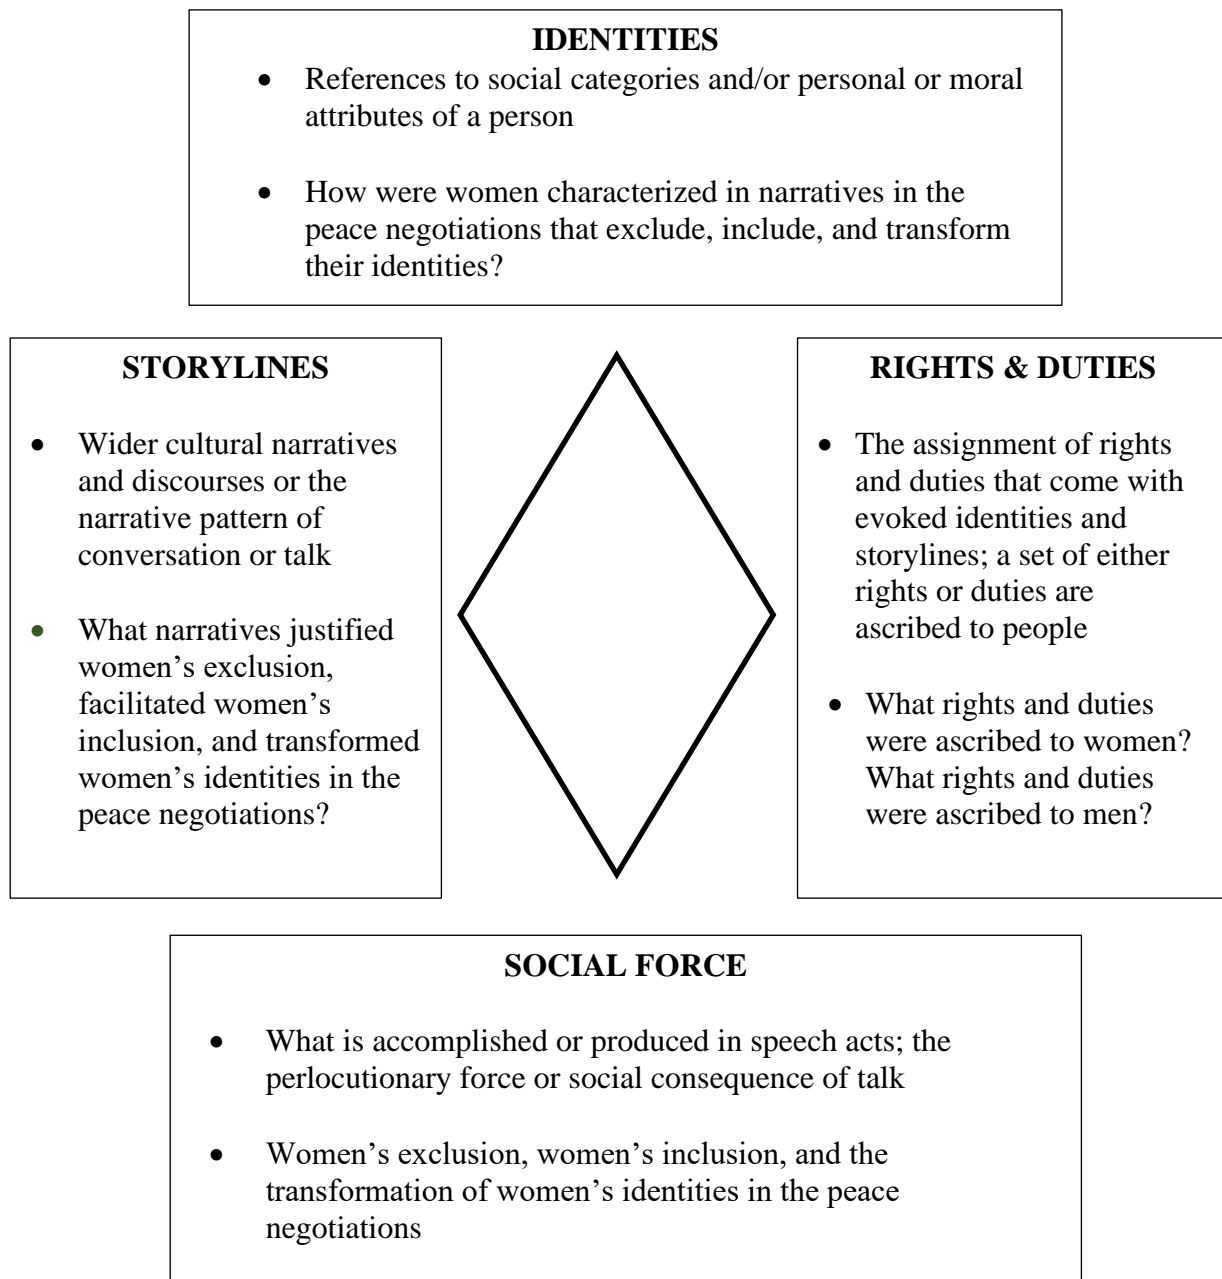 IDENTITIES
• References to social categories and/or personal or moral
attributes of a person
• How were women characterized in narratives in the
peace negotiations that exclude, include, and transform
their identities?
STORYLINES
• Wider cultural narratives
and discourses or the
narrative pattern of
conversation or talk
• What narratives justified
women’s exclusion,
facilitated women’s
inclusion, and transformed
women’s identities in the
peace negotiations?
RIGHTS & DUTIES
• The assignment of rights
and duties that come with
evoked identities and
storylines; a set of either
rights or duties are
ascribed to people
• What rights and duties
were ascribed to women?
What rights and duties
were ascribed to men?
SOCIAL FORCE
• What is accomplished or produced in speech acts; the
perlocutionary force or social consequence of talk
• Women’s exclusion, women’s inclusion, and the
transformation of women’s identities in the peace
negotiations